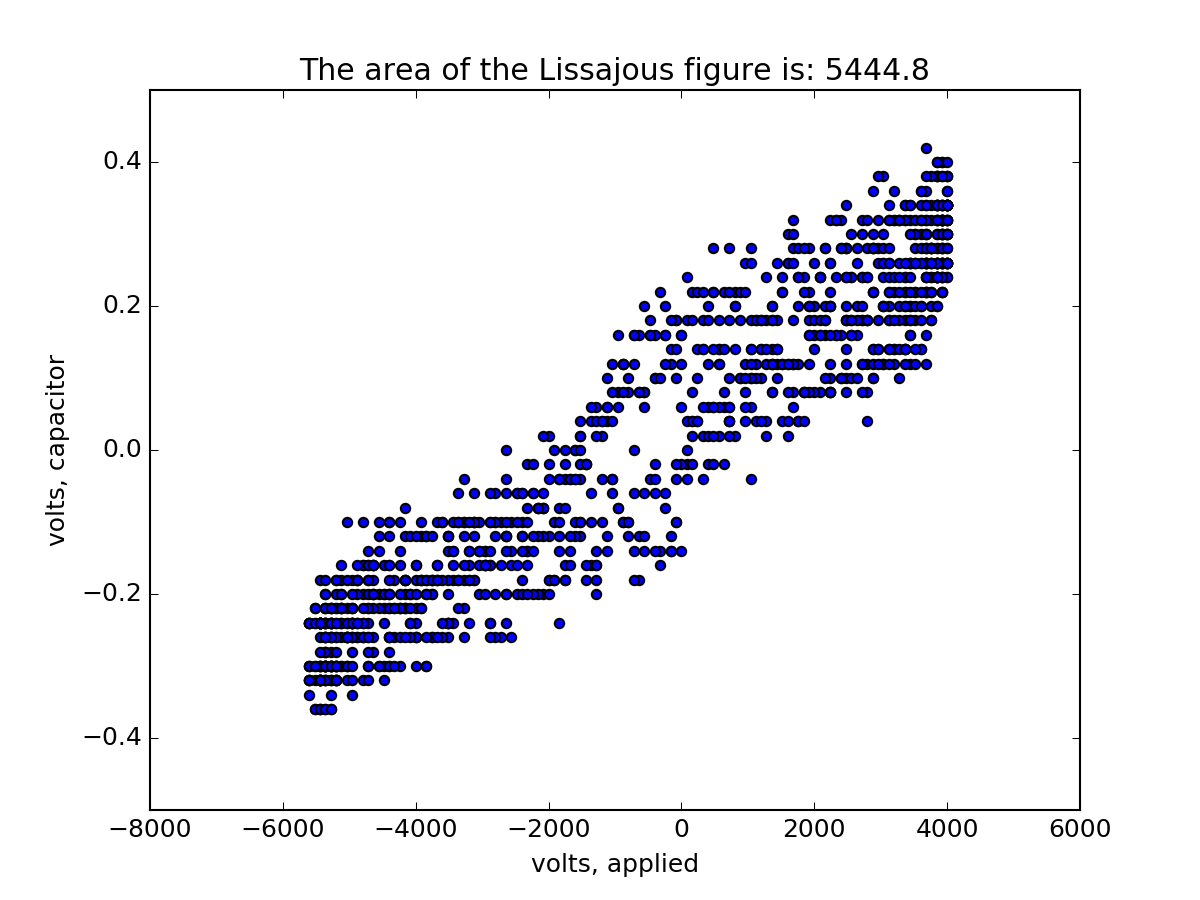 The area of the Lissajous figure is: 5444.8
0.4
0.2
0.0
−0.2
−0.4
volts, capacitor
−8000 −6000 −4000 −2000 0 2000 4000 6000
volts, applied